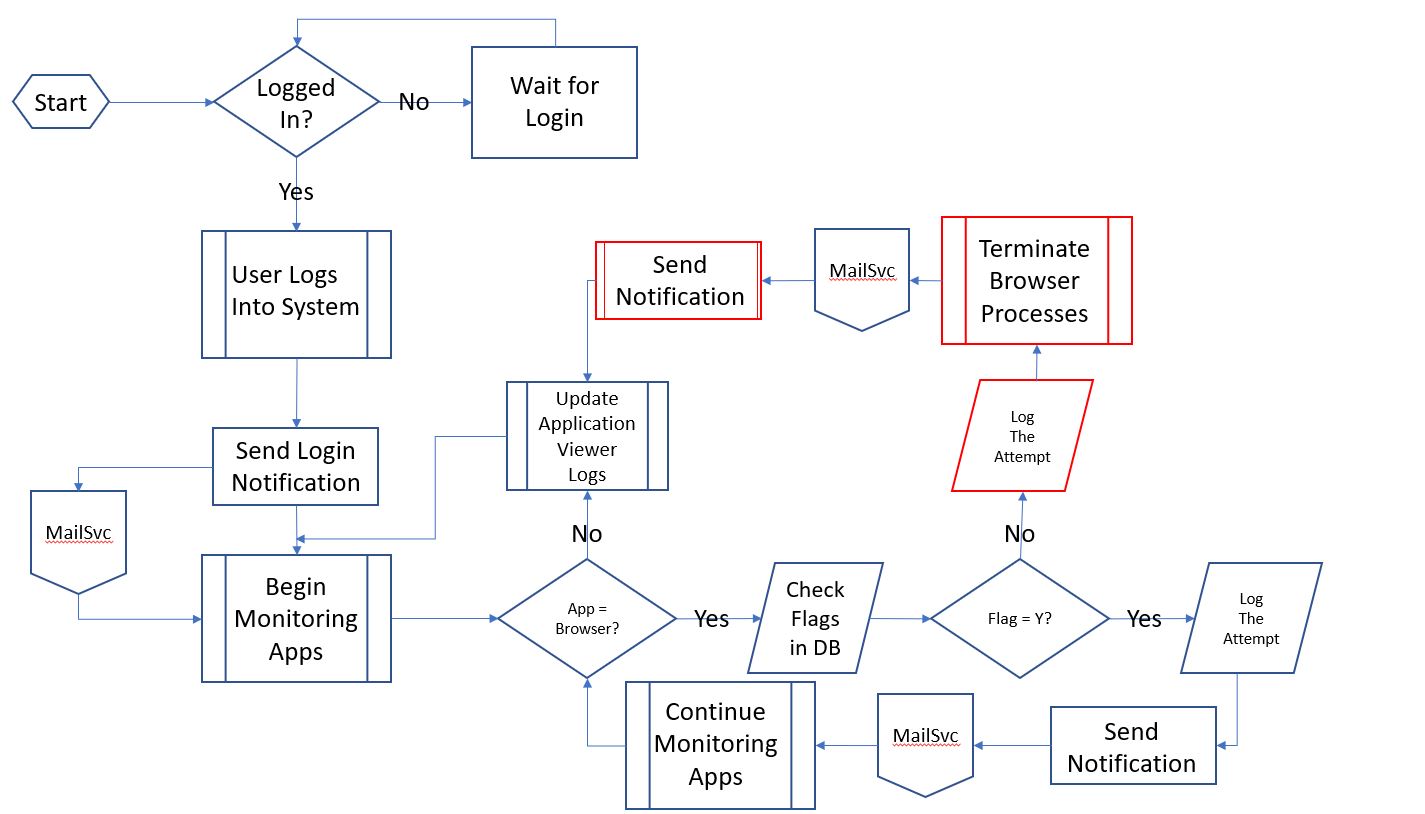 Start
Logged
In?
No
Wait for
Login
Yes
User Logs
Into System
Send
Notification
MailSvc
Terminate
Browser
Processes
Update
Application
Viewer
Logs
Log
The
Attempt
Send Login
Notification
MailSvc
No
No
Begin
Monitoring
Apps
App =
Browser?
Yes
Check
Flags
in DB
Flag = Y?
Yes
Log
The
Attempt
Continue
Monitoring
Apps
MailSvc
Send
Notification